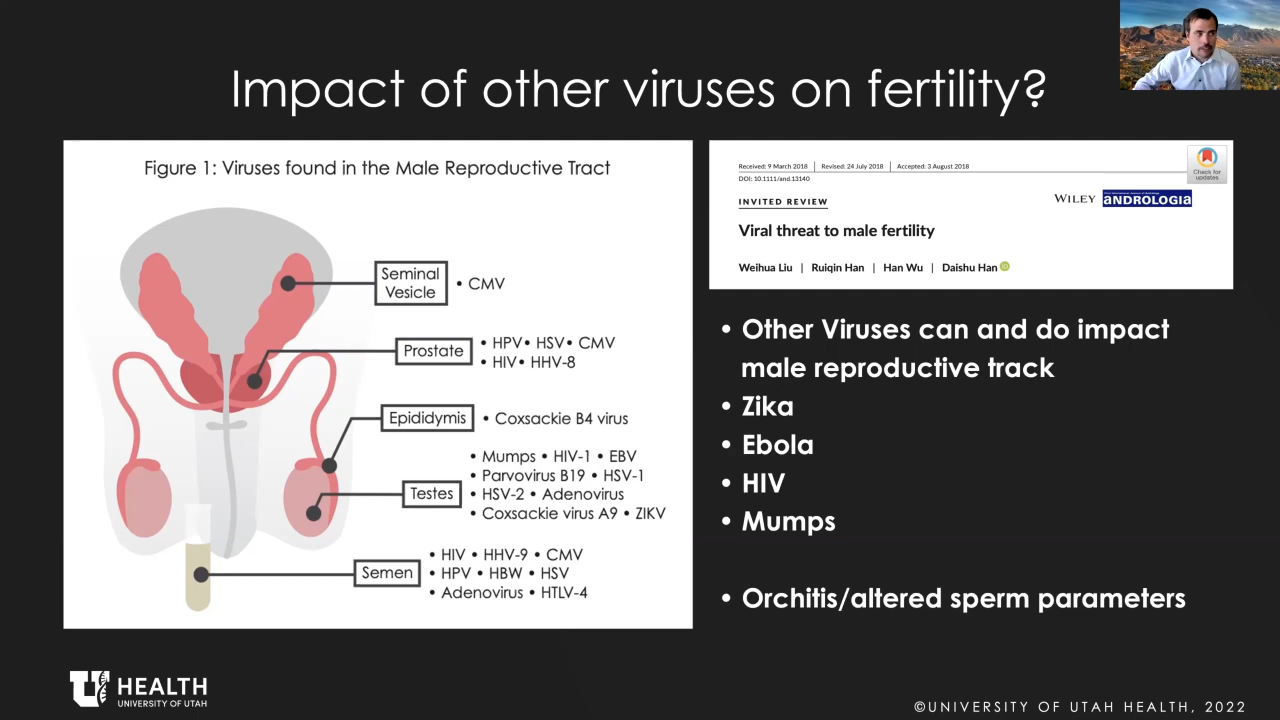 Impact of other viruses on fertility?
Figure 1: Viruses found in the Male Reproductive Tract
Seminal
Vesicle
• CMV
Prostate
• HPV • HSV • CMV
• HIV • HHV-8
Epididymis
• Coxsackie B4 virus
Testes
• Mumps • HIV-1 • EBV
• Parvovirus B19 • HSV-1
• HSV-2 • Adenovirus
• Coxsackie virus A9 • ZIKV
Semen
• HIV • HHV-9 • CMV
• HPV • HBW • HSV
• Adenovirus • HTLV-4
Received: 9 March 2018 | Revised: 24 July 2018 | Accepted: 3 August 2018
DOI: 10.1111/and.13140
Check for
updates
INVITED REVIEW
WILEY
aNDROLOGIa
Viral threat to male fertility
Weihua Liu | Ruiqin Han | Han Wu | Daishu Han iD
• Other Viruses can and do impact
male reproductive track
• Zika
• Ebola
• HIV
• Mumps
• Orchitis/altered sperm parameters
U HEALTH
UNIVERSITY OF UTAH
©UNIVERSITY OF UTAH HEALTH, 2022